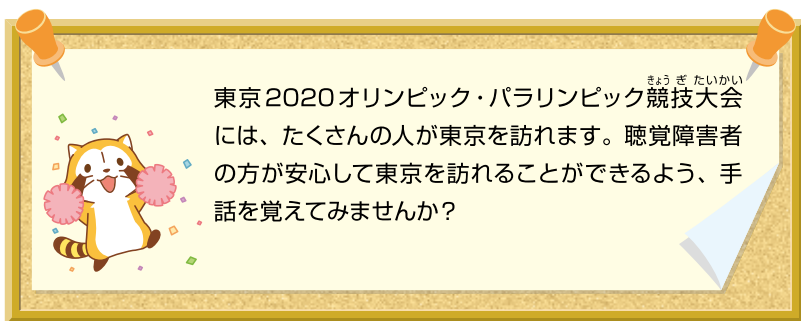 きょう ぎ たいかい
東京2020オリンピック・パラリンピック競技大会
には、たくさんの人が東京を訪れます。聴覚障害者
の方が安心して東京を訪れることができるよう、手
話を覚えてみませんか？